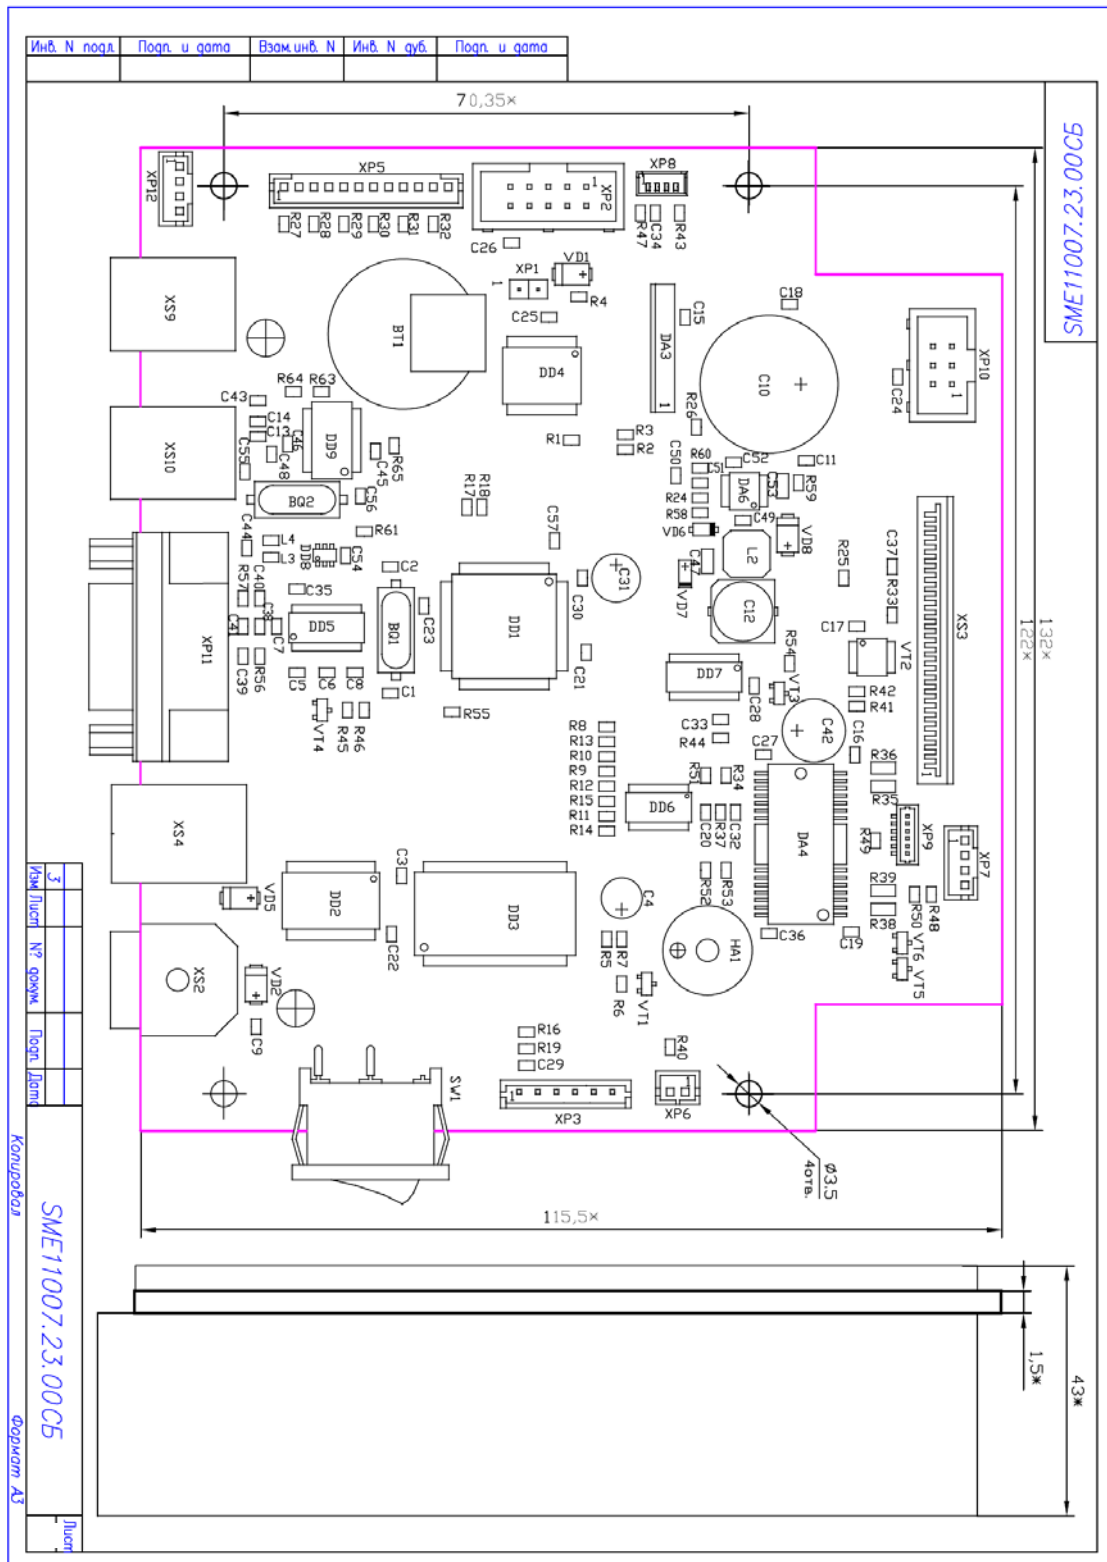 Инв. N подл.
Подп. и дата
Взам.инв. N
Инв. N дуб.
Подп. и дата
SME11007.23.00СБ
70,35*
XP12
XP5
XP2
XP8
R27
R28
R29
R30
R31
R32
C26
R47
C34
R43
XP1
VD1
R4
C25
C15
C18
XS9
BT1
DD4
DA3
C10
XP10
C24
R64
R63
C43
C14
C13
C46
C55
C48
DD9
C45
R65
R1
R3
R2
R26
C50
R60
C51
C52
C11
R24
R58
DA6
C53
R59
XS10
BQ2
C56
R17
R18
VD6
C49
VD8
R61
C57
C44
L4
L3
DD8
C54
C2
C31
C47
VD7
L2
R25
C37
R33
XS3
132*
122*
R57
C40
C35
C38
C41
C7
DD5
BQ1
C23
DD1
C30
C12
C17
VT2
XP11
C39
R56
C5
C6
C8
C1
C21
R54
DD7
VT3
C28
R42
R41
VT4
R45
R46
R55
R8
R13
R10
R9
R12
R15
R11
R14
C33
R44
C27
C42
C16
R36
R35
R51
R34
DD6
C20
R37
C32
DA4
R49
XP9
XP7
XS4
C3
DD2
DD3
C4
R52
R53
R39
R38
R50
R48
VD5
C22
R5
R7
HA1
C36
C19
VT6
VT5
XS2
VD2
R6
VT1
C9
R16
R19
C29
R40
SW1
XP3
XP6
Ø3.5
4отв.
115,5*
1,5*
43*
3
Изм.
Лист
N? докум.
Подп.
Дата
SME11007.23.00СБ
Лист
Копировал
Формат А3